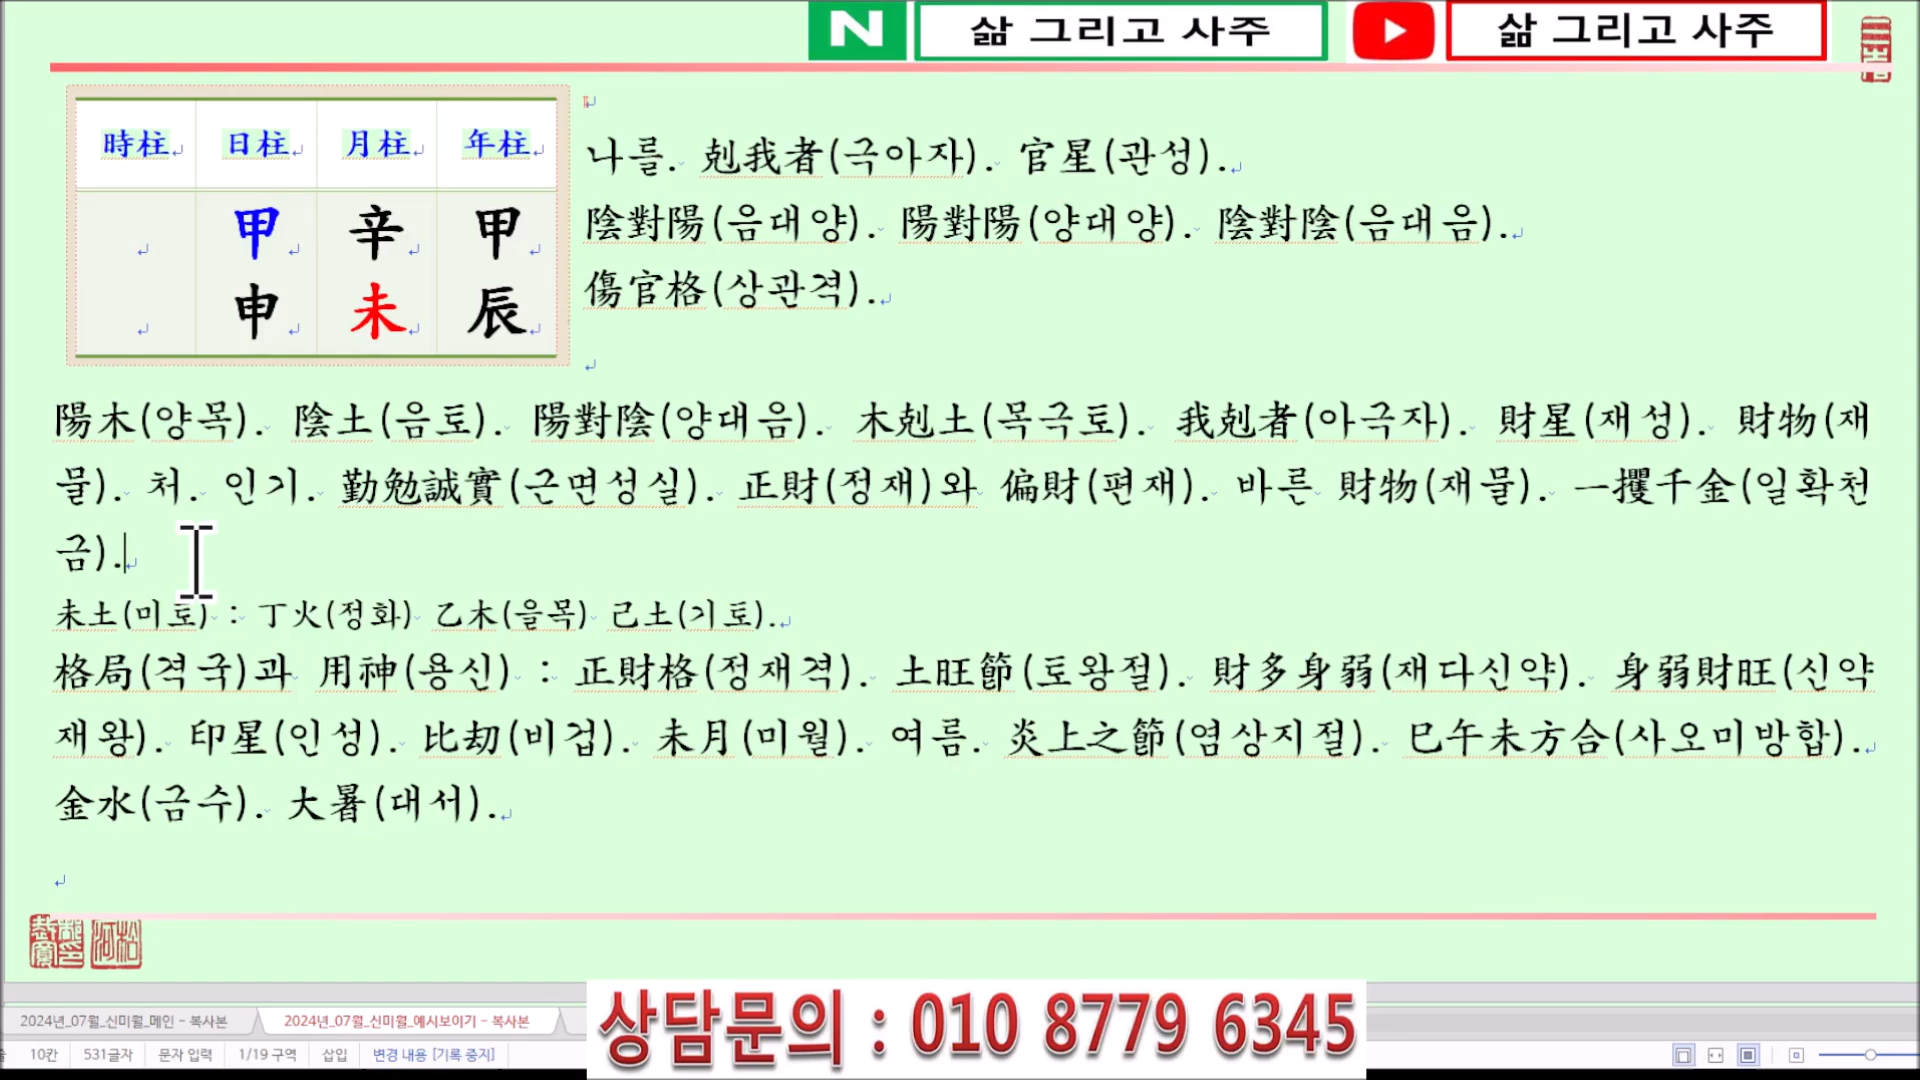 N 삶 그리고 사주 삶 그리고 사주
時柱 日柱 月柱 年柱
甲 辛 甲
申 未 辰
나를. 剋我者(극아자). 官星(관성).
陰對陽(음대양). 陽對陽(양대양). 陰對陰(음대음).
傷官格(상관격).
陽木(양목). 陰土(음토). 陽對陰(양대음). 木剋土(목극토). 我剋者(아극자). 財星(재성). 財物(재
물). 처. 인기. 勤勉誠實(근면성실). 正財(정재)와 偏財(편재). 바른 財物(재물). 一攫千金(일확천
금).
未土(미토) : 丁火(정화) 乙木(을목) 己土(기토).
格局(격국)과 用神(용신) : 正財格(정재격). 土旺節(토왕절). 財多身弱(재다신약). 身弱財旺(신약
재왕). 印星(인성). 比劫(비겁). 未月(미월). 여름. 炎上之節(염상지절). 巳午未方合(사오미방합).
金水(금수). 大暑(대서).
2024년_07월_신미월_메인 - 복사본 2024년_07월_신미월_예시보이기 - 복사본
10칸 531글자 문자 입력 1/19 구역 삽입 변경 내용 [기록 중지]
상담문의 : 010 8779 6345